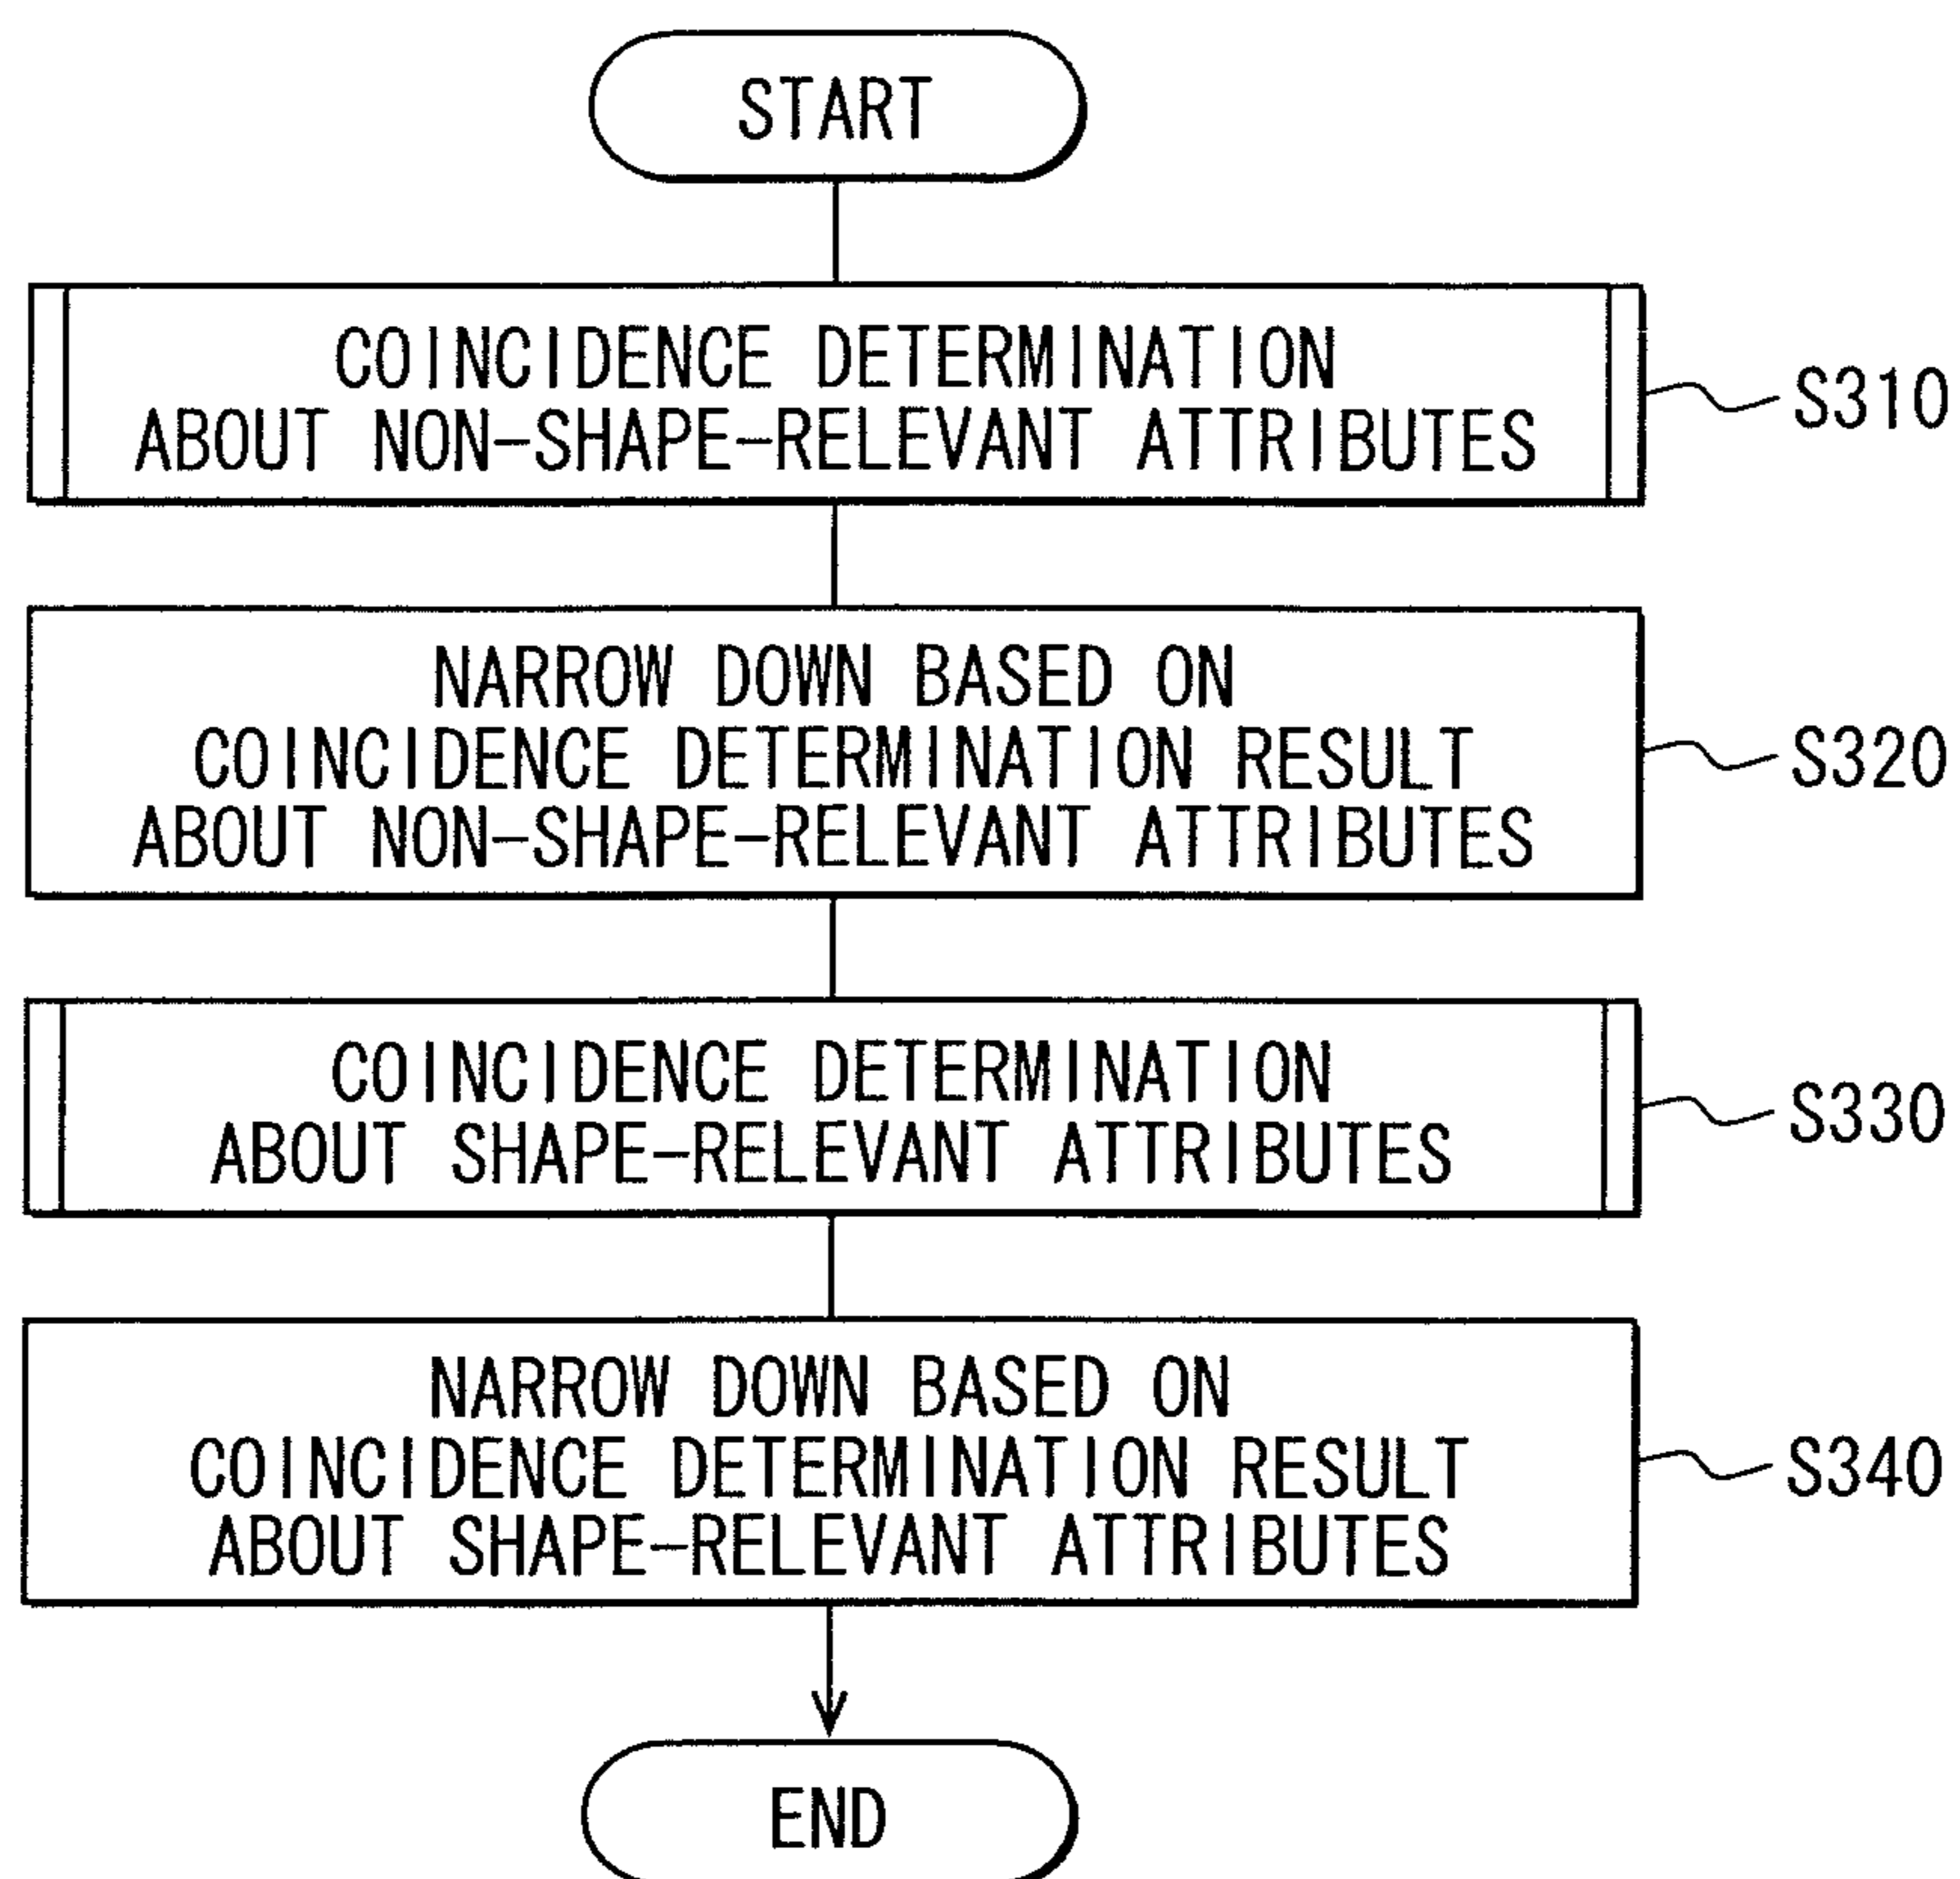 START
COINCIDENCE DETERMINATION
ABOUT NON-SHAPE-RELEVANT ATTRIBUTES
S310
NARROW DOWN BASED ON
COINCIDENCE DETERMINATION RESULT
ABOUT NON-SHAPE-RELEVANT ATTRIBUTES
S320
COINCIDENCE DETERMINATION
ABOUT SHAPE-RELEVANT ATTRIBUTES
S330
NARROW DOWN BASED ON
COINCIDENCE DETERMINATION RESULT
ABOUT SHAPE-RELEVANT ATTRIBUTES
S340
END